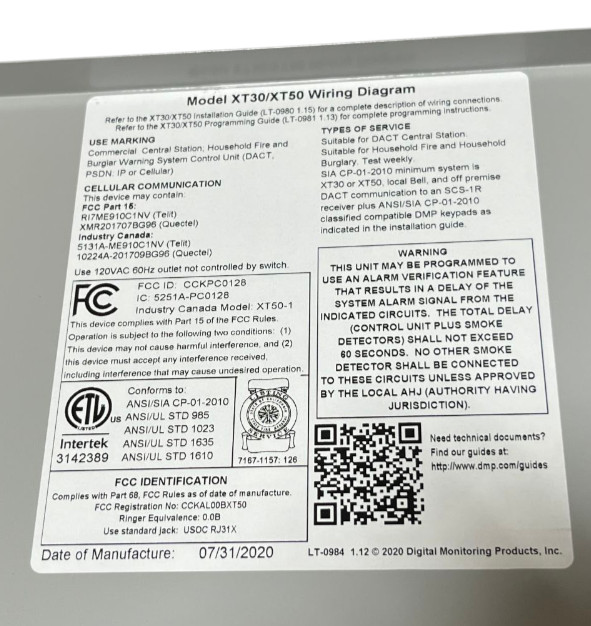 Model XT30/XT50 Wiring Diagram
Refer to the XT30/XT50 Installation Guide (LT-0980 1.15) for a complete description of wiring connections.
Refer to the XT30/XT50 Programming Guide (LT-0981 1.13) for complete programming instructions.
USE MARKING
Commercial Central Station, Household Fire and
Burglar Warning System Control Unit (DACT,
PSDN: IP or Cellular)
CELLULAR COMMUNICATION
This device may contain:
FCC Part 15:
RI7ME910C1NV (Telit)
XMR201707BG96 (Quectel)
Industry Canada:
5131A-ME910C1NV (Telit)
10224A-201709BG96 (Quectel)
Use 120VAC 60Hz outlet not controlled by switch.
FC
FCC ID: CCKPC0128
IC: 5251A-PC0128
Industry Canada Model: XT50-1
This device complies with Part 15 of the FCC Rules.
Operation is subject to the following two conditions: (1)
This device may not cause harmful interference, and (2)
this device must accept any interference received,
including interference that may cause undesired operation.
ETL
LISTED
US
Intertek
3142389
Conforms to:
ANSI/SIA CP-01-2010
ANSI/UL STD 985
ANSI/UL STD 1023
ANSI/UL STD 1635
ANSI/UL STD 1610
LISTING
SERVICE
7167-1157: 126
FCC IDENTIFICATION
Complies with Part 68, FCC Rules as of date of manufacture.
FCC Registration No: CCKAL00BXT50
Ringer Equivalence: 0.0B
Use standard jack: USOC RJ31X
Date of Manufacture: 07/31/2020
TYPES OF SERVICE
Suitable for DACT Central Station.
Suitable for Household Fire and Household
Burglary. Test weekly.
SIA CP-01-2010 minimum system is
XT30 or XT50, local Bell, and off premise
DACT communication to an SCS-1R
receiver plus ANSI/SIA CP-01-2010
classified compatible DMP keypads as
indicated in the installation guide.
WARNING
THIS UNIT MAY BE PROGRAMMED TO
USE AN ALARM VERIFICATION FEATURE
THAT RESULTS IN A DELAY OF THE
SYSTEM ALARM SIGNAL FROM THE
INDICATED CIRCUITS. THE TOTAL DELAY
(CONTROL UNIT PLUS SMOKE
DETECTORS) SHALL NOT EXCEED
60 SECONDS. NO OTHER SMOKE
DETECTOR SHALL BE CONNECTED
TO THESE CIRCUITS UNLESS APPROVED
BY THE LOCAL AHJ (AUTHORITY HAVING
JURISDICTION).
Need technical documents?
Find our guides at:
http://www.dmp.com/guides
LT-0984 1.12 © 2020 Digital Monitoring Products, Inc.